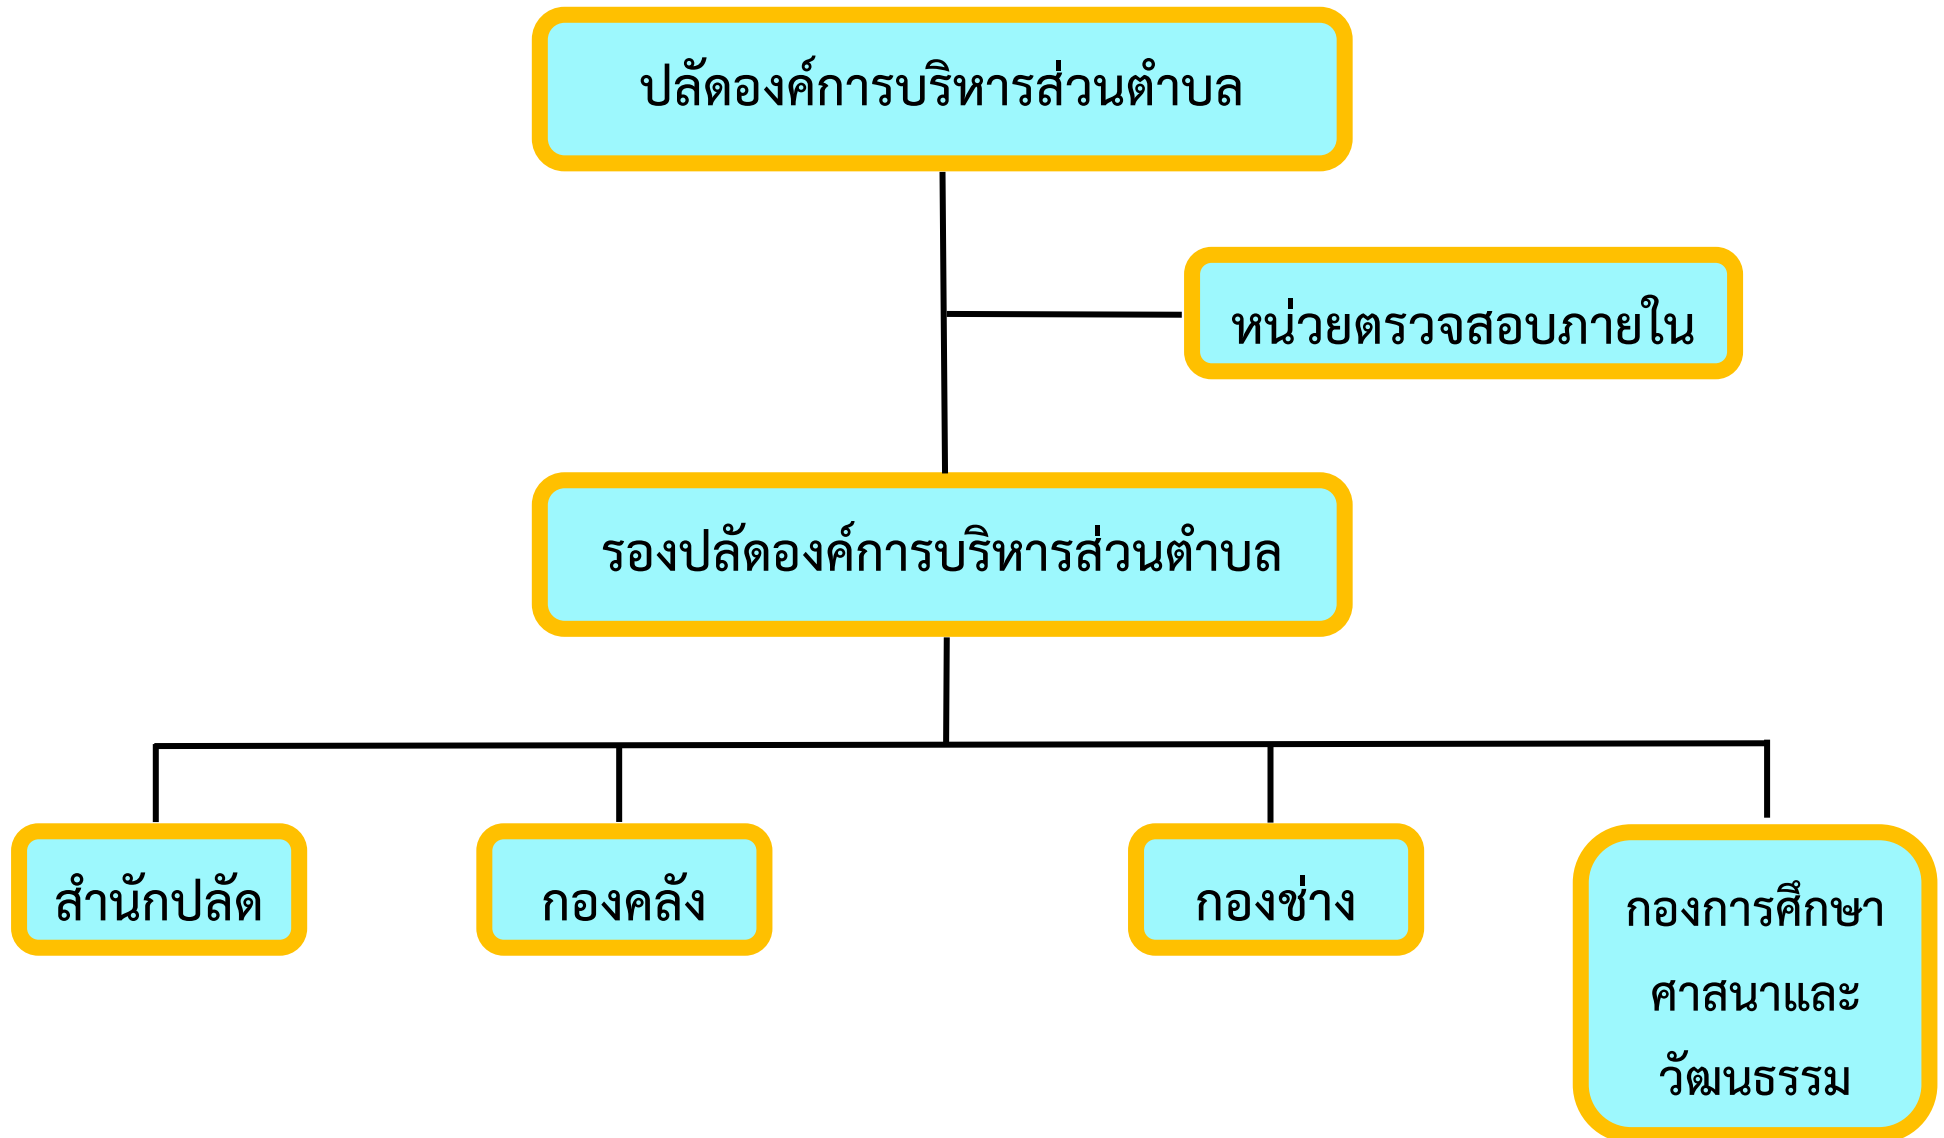 ปลัดองค์การบริหารส่วนตำบล
หน่วยตรวจสอบภายใน
รองปลัดองค์การบริหารส่วนตำบล
สำนักปลัด
กองคลัง
กองช่าง
กองการศึกษา
ศาสนาและ
วัฒนธรรม